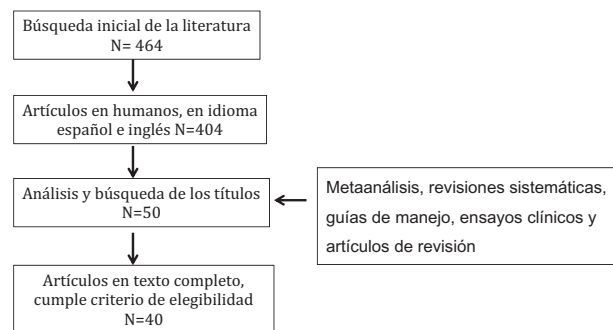 Búsqueda inicial de la literatura
N= 464
Artículos en humanos, en idioma
español e inglés N=404
Análisis y búsqueda de los títulos
N=50
Metaanálisis, revisiones sistemáticas,
guías de manejo, ensayos clínicos y
artículos de revisión
Artículos en texto completo,
cumple criterio de elegibilidad
N=40